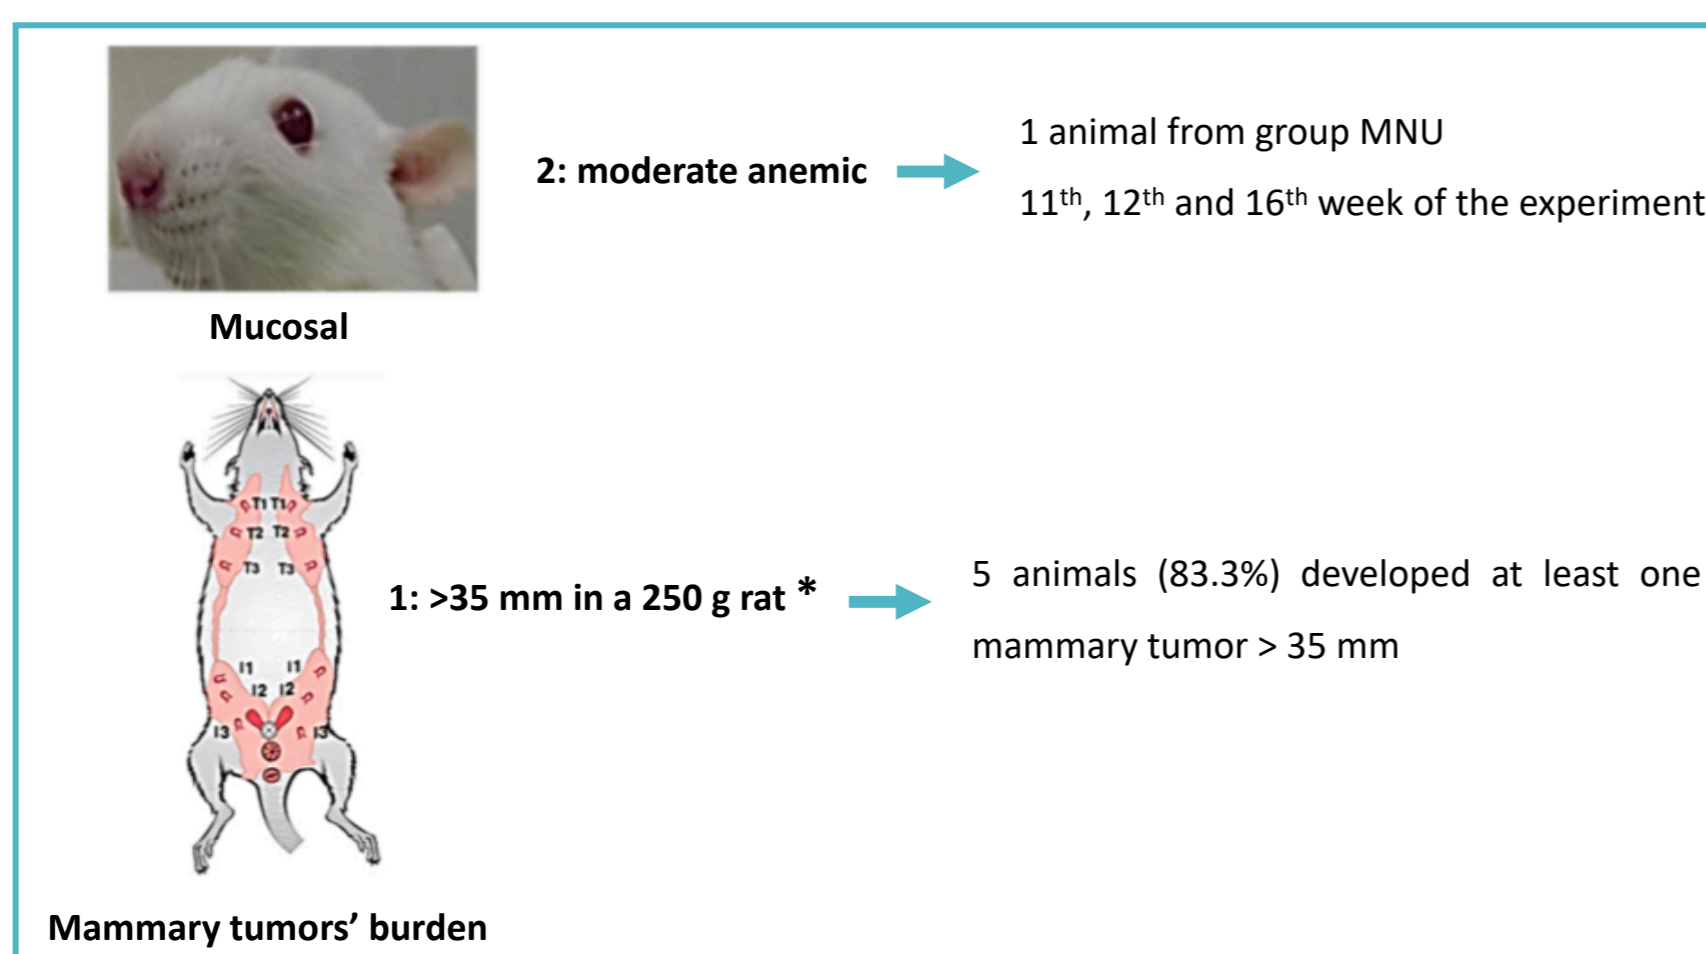 2: moderate anemic
1 animal from group MNU
11th, 12th and 16th week of the experiment
Mucosal
T1 T1
T2 T2
T3 T3
I1 I1
I2 I2
I3 I3
1: >35 mm in a 250 g rat *
5 animals (83.3%) developed at least one
mammary tumor > 35 mm
Mammary tumors’ burden